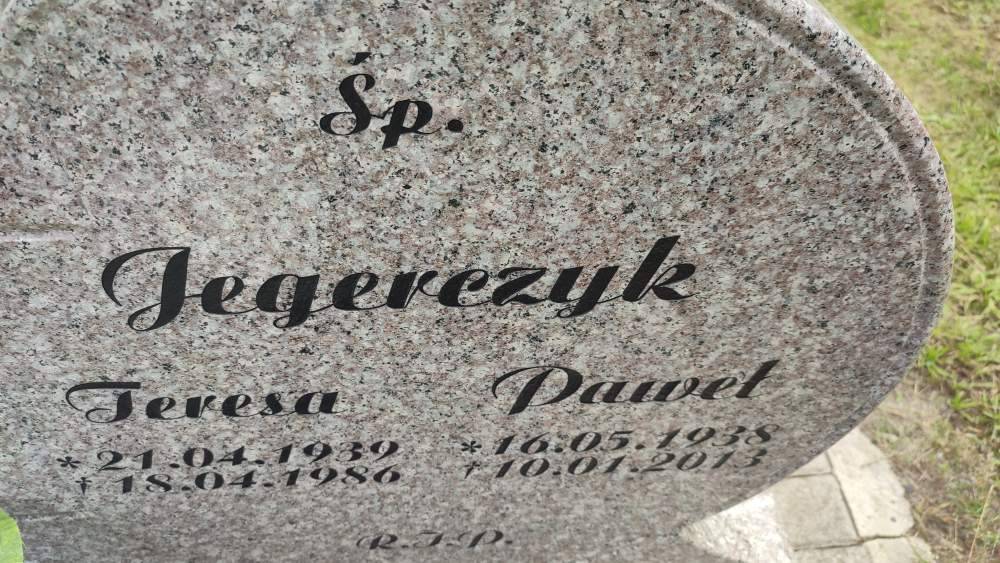 Śp.
Jegerczyk
Teresa Paweł
* 21.04.1939 * 16.05.1938
† 18.04.1986 † 10.01.2013
R.I.P.